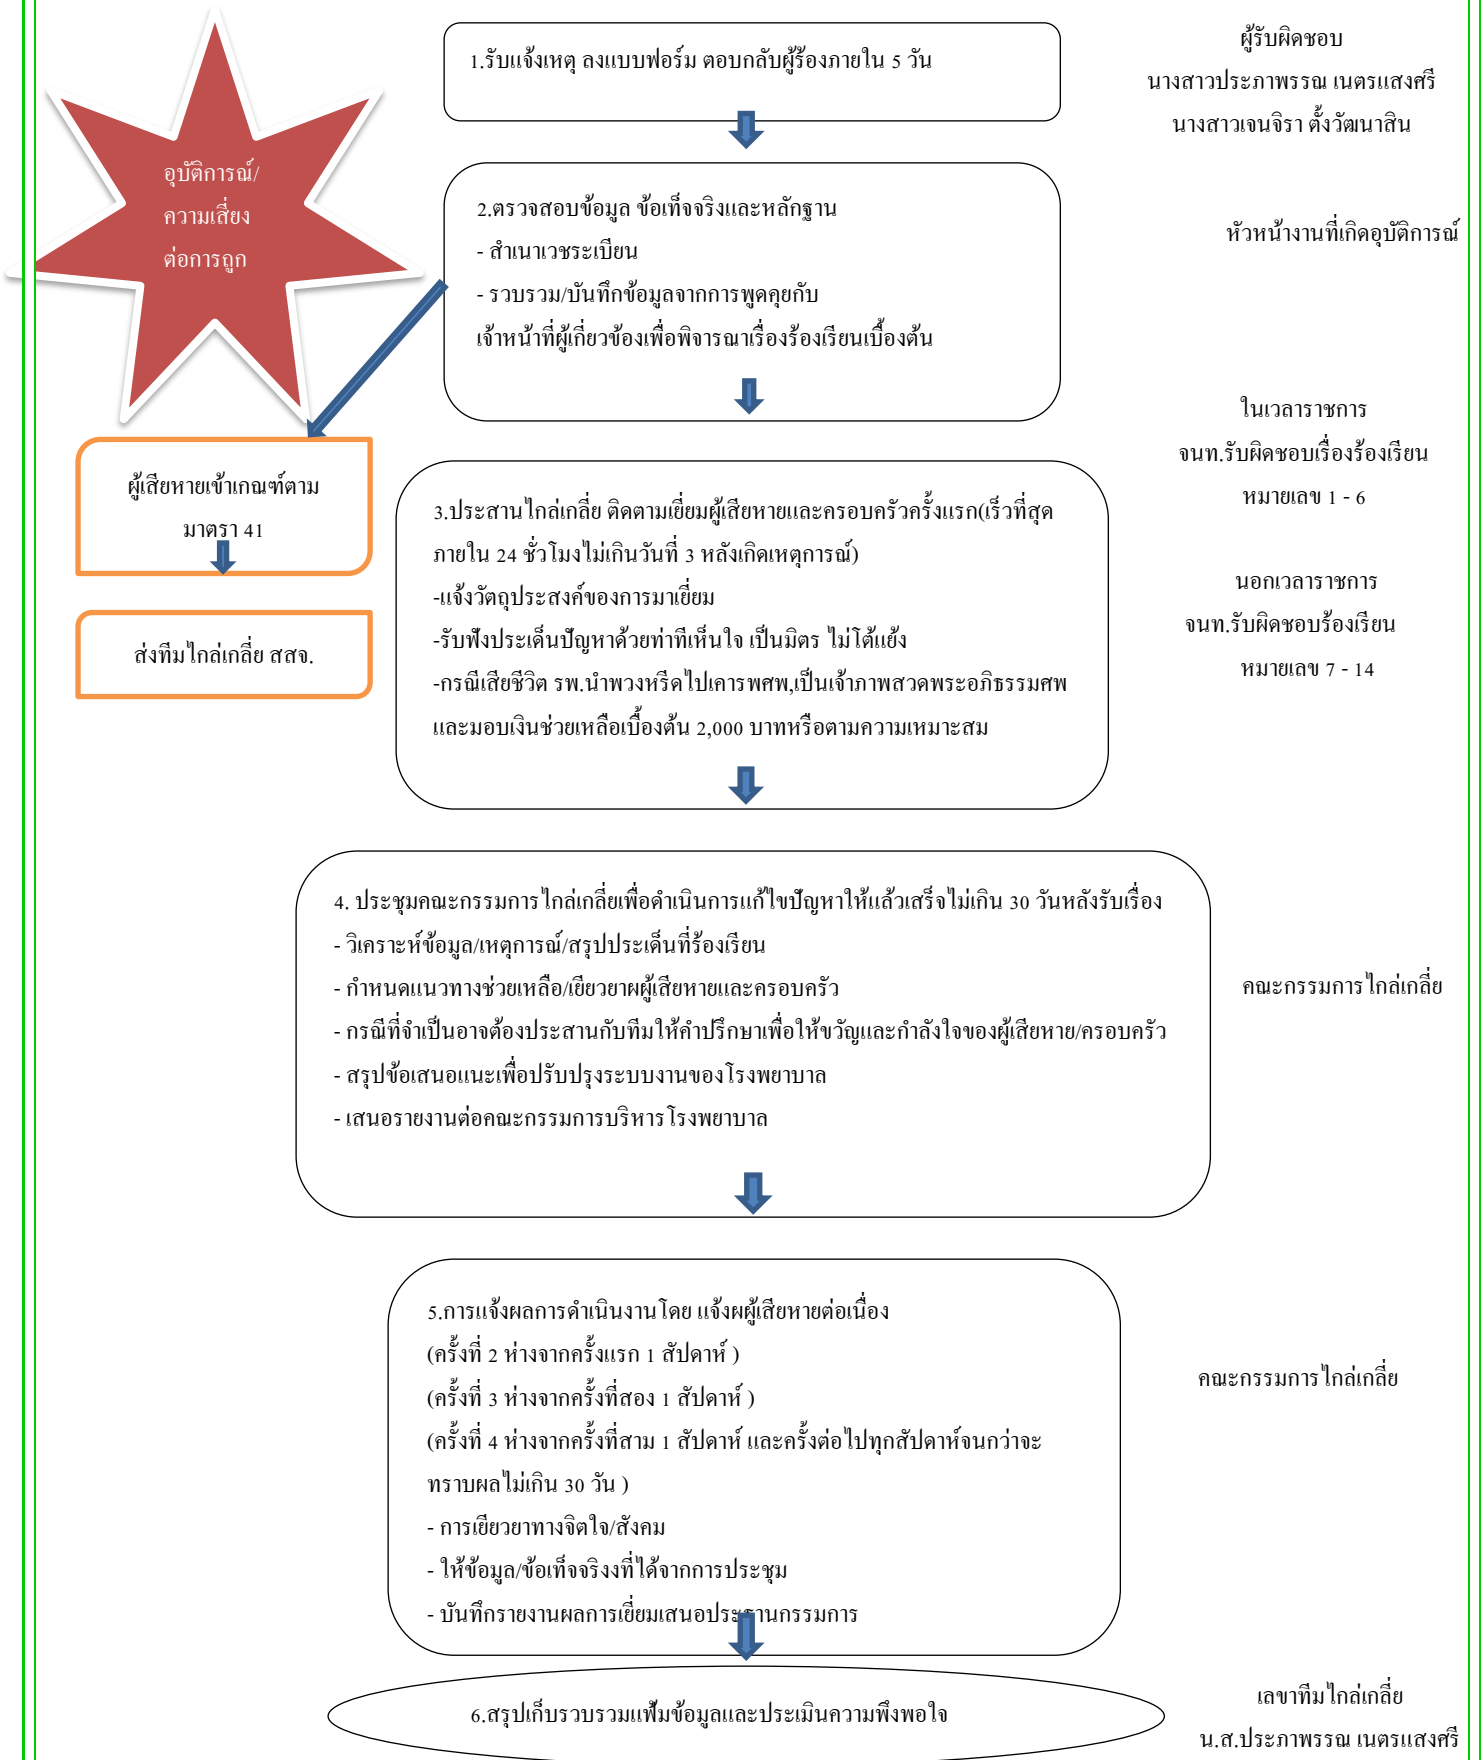 1.รับแจ้งเหตุ ลงแบบฟอร์ม ตอบกลับผู้ร้องภายใน 5 วัน
ผู้รับผิดชอบ
นางสาวประภาพรรณ เนตรแสงศรี
นางสาวเจนจิรา ตั้งวัฒนาสิน
อุบัติการณ์/
ความเสี่ยง
ต่อการถูก
2.ตรวจสอบข้อมูล ข้อเท็จจริงและหลักฐาน
- สำเนาเวชระเบียน
- รวบรวม/บันทึกข้อมูลจากการพูดคุยกับ
เจ้าหน้าที่ผู้เกี่ยวข้องเพื่อพิจารณาเรื่องร้องเรียนเบื้องต้น
หัวหน้างานที่เกิดอุบัติการณ์
ผู้เสียหายเข้าเกณฑ์ตาม
มาตรา 41
ส่งทีมไกล่เกลี่ย สสจ.
3.ประสานไกล่เกลี่ย ติดตามเยี่ยมผู้เสียหายและครอบครัวครั้งแรก(เร็วที่สุด
ภายใน 24 ชั่วโมงไม่เกินวันที่ 3 หลังเกิดเหตุการณ์)
-แจ้งวัตถุประสงค์ของการมาเยี่ยม
-รับฟังประเด็นปัญหาด้วยท่าทีเห็นใจ เป็นมิตร ไม่โต้แย้ง
-กรณีเสียชีวิต รพ.นำพวงหรีดไปเคารพศพ,เป็นเจ้าภาพสวดพระอภิธรรมศพ
และมอบเงินช่วยเหลือเบื้องต้น 2,000 บาทหรือตามความเหมาะสม
ในเวลาราชการ
จนท.รับผิดชอบเรื่องร้องเรียน
หมายเลข 1 - 6
นอกเวลาราชการ
จนท.รับผิดชอบร้องเรียน
หมายเลข 7 - 14
4. ประชุมคณะกรรมการไกล่เกลี่ยเพื่อดำเนินการแก้ไขปัญหาให้แล้วเสร็จไม่เกิน 30 วันหลังรับเรื่อง
- วิเคราะห์ข้อมูล/เหตุการณ์/สรุปประเด็นที่ร้องเรียน
- กำหนดแนวทางช่วยเหลือ/เยียวยาผผู้เสียหายและครอบครัว
- กรณีที่จำเป็นอาจต้องประสานกับทีมให้คำปรึกษาเพื่อให้ขวัญและกำลังใจของผู้เสียหาย/ครอบครัว
- สรุปข้อเสนอแนะเพื่อปรับปรุงระบบงานของโรงพยาบาล
- เสนอรายงานต่อคณะกรรมการบริหารโรงพยาบาล
คณะกรรมการไกล่เกลี่ย
5.การแจ้งผลการดำเนินงานโดย แจ้งผผู้เสียหายต่อเนื่อง
(ครั้งที่ 2 ห่างจากครั้งแรก 1 สัปดาห์ )
(ครั้งที่ 3 ห่างจากครั้งที่สอง 1 สัปดาห์ )
(ครั้งที่ 4 ห่างจากครั้งที่สาม 1 สัปดาห์ และครั้งต่อไปทุกสัปดาห์จนกว่าจะ
ทราบผลไม่เกิน 30 วัน )
- การเยียวยาทางจิตใจ/สังคม
- ให้ข้อมูล/ข้อเท็จจริงงที่ได้จากการประชุม
- บันทึกรายงานผลการเยี่ยมเสนอประธานกรรมการ
คณะกรรมการไกล่เกลี่ย
6.สรุปเก็บรวบรวมแฟ้มข้อมูลและประเมินความพึงพอใจ
เลขาทีมไกล่เกลี่ย
น.ส.ประภาพรรณ เนตรแสงศรี